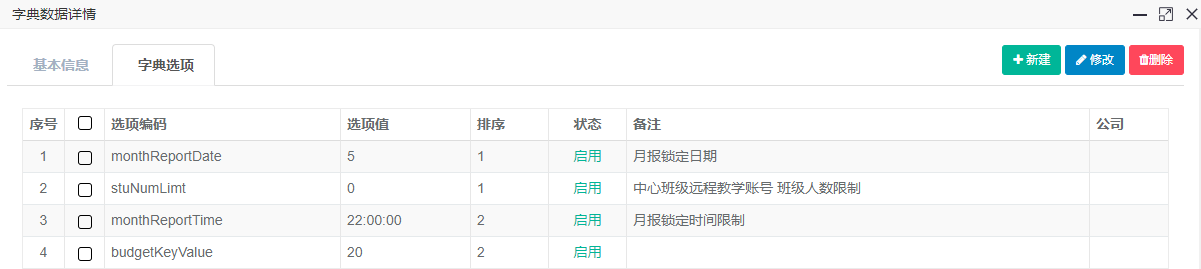 字典数据详情
基本信息 字典选项 新建 修改 删除
序号 选项编码 选项值 排序 状态 备注 公司
1 monthReportDate 5 1 启用 月报锁定日期
2 stuNumLimt 0 1 启用 中心班级远程教学账号 班级人数限制
3 monthReportTime 22:00:00 2 启用 月报锁定时间限制
4 budgetKeyValue 20 2 启用